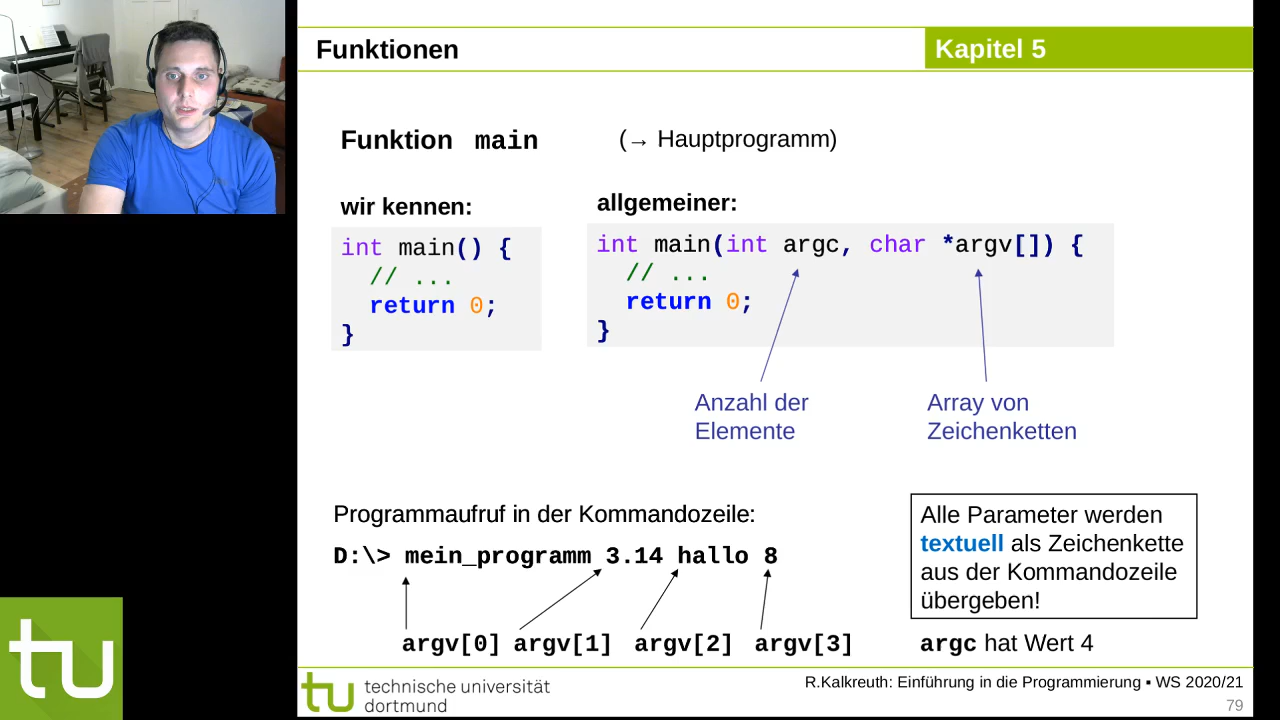 Funktionen
Kapitel 5
Funktion main (→ Hauptprogramm)
wir kennen:
int main() {
// ...
return 0;
}
allgemeiner:
int main(int argc, char *argv[]) {
// ...
return 0;
}
Anzahl der
Elemente
Array von
Zeichenketten
Programmaufruf in der Kommandozeile:
D:\> mein_programm 3.14 hallo 8
argv[0] argv[1] argv[2] argv[3]
Alle Parameter werden
textuell als Zeichenkette
aus der Kommandozeile
übergeben!
argc hat Wert 4
tu
tu technische universität
dortmund
R.Kalkreuth: Einführung in die Programmierung ▪ WS 2020/21
79